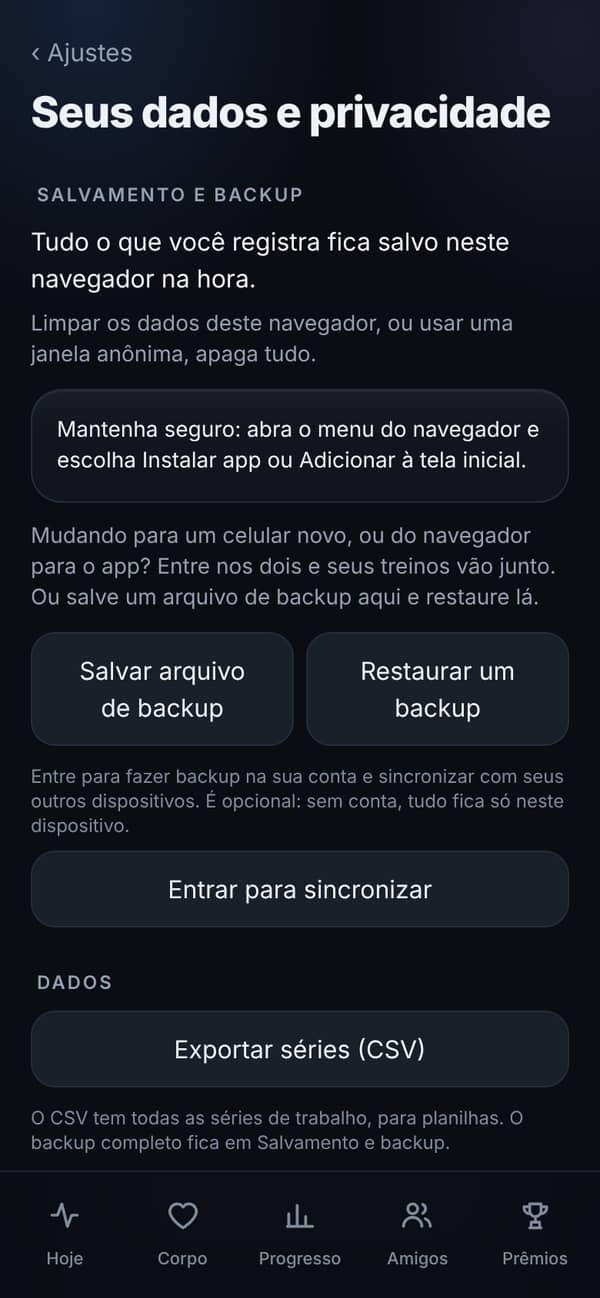 ‹ Ajustes
Seus dados e privacidade
SALVAMENTO E BACKUP
Tudo o que você registra fica salvo neste
navegador na hora.
Limpar os dados deste navegador, ou usar uma
janela anônima, apaga tudo.
Mantenha seguro: abra o menu do navegador e
escolha Instalar app ou Adicionar à tela inicial.
Mudando para um celular novo, ou do navegador
para o app? Entre nos dois e seus treinos vão junto.
Ou salve um arquivo de backup aqui e restaure lá.
Salvar arquivo
de backup
Restaurar um
backup
Entre para fazer backup na sua conta e sincronizar com seus
outros dispositivos. É opcional: sem conta, tudo fica só neste
dispositivo.
Entrar para sincronizar
DADOS
Exportar séries (CSV)
O CSV tem todas as séries de trabalho, para planilhas. O
backup completo fica em Salvamento e backup.
Hoje
Corpo
Progresso
Amigos
Prêmios